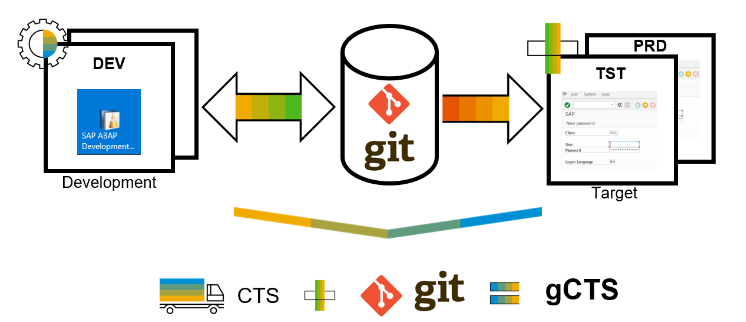 DEV
SAP ABAP
Development...
Development
git
PRD
TST
SAP
New password
Client
User
Password
Logon Language
Target
CTS
git
gCTS